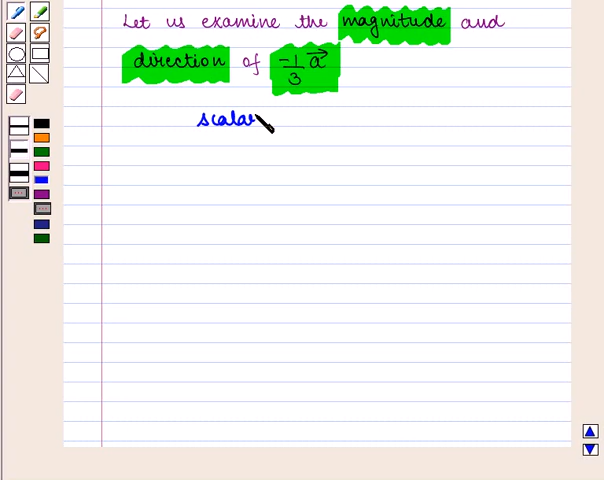 Let us examine the magnitude and
direction of -1/3 a⃗
scalar